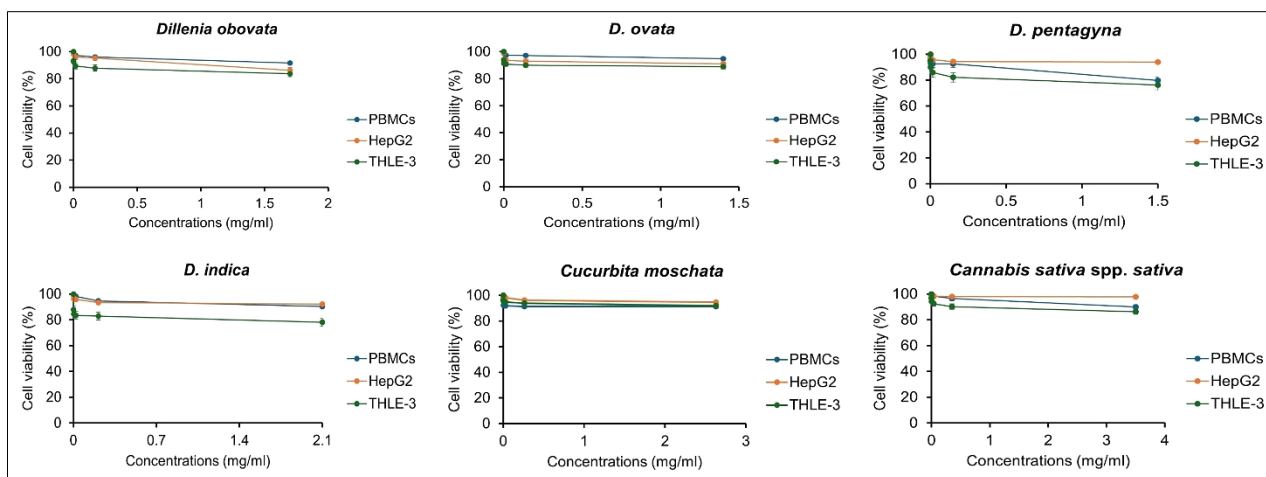 Dillenia obovata
Cell viability (%)
100
80
60
40
20
0
0
0.5
1
1.5
2
Concentrations (mg/ml)
PBMCs
HepG2
THLE-3
D. ovata
Cell viability (%)
100
80
60
40
20
0
0
0.5
1
1.5
Concentrations (mg/ml)
PBMCs
HepG2
THLE-3
D. pentagyna
Cell viability (%)
100
80
60
40
20
0
0
0.5
1
1.5
Concentrations (mg/ml)
PBMCs
HepG2
THLE-3
D. indica
Cell viability (%)
100
80
60
40
20
0
0
0.7
1.4
2.1
Concentrations (mg/ml)
PBMCs
HepG2
THLE-3
Cucurbita moschata
Cell viability (%)
100
80
60
40
20
0
0
1
2
3
Concentrations (mg/ml)
PBMCs
HepG2
THLE-3
Cannabis sativa spp. sativa
Cell viability (%)
100
80
60
40
20
0
0
1
2
3
4
Concentrations (mg/ml)
PBMCs
HepG2
THLE-3